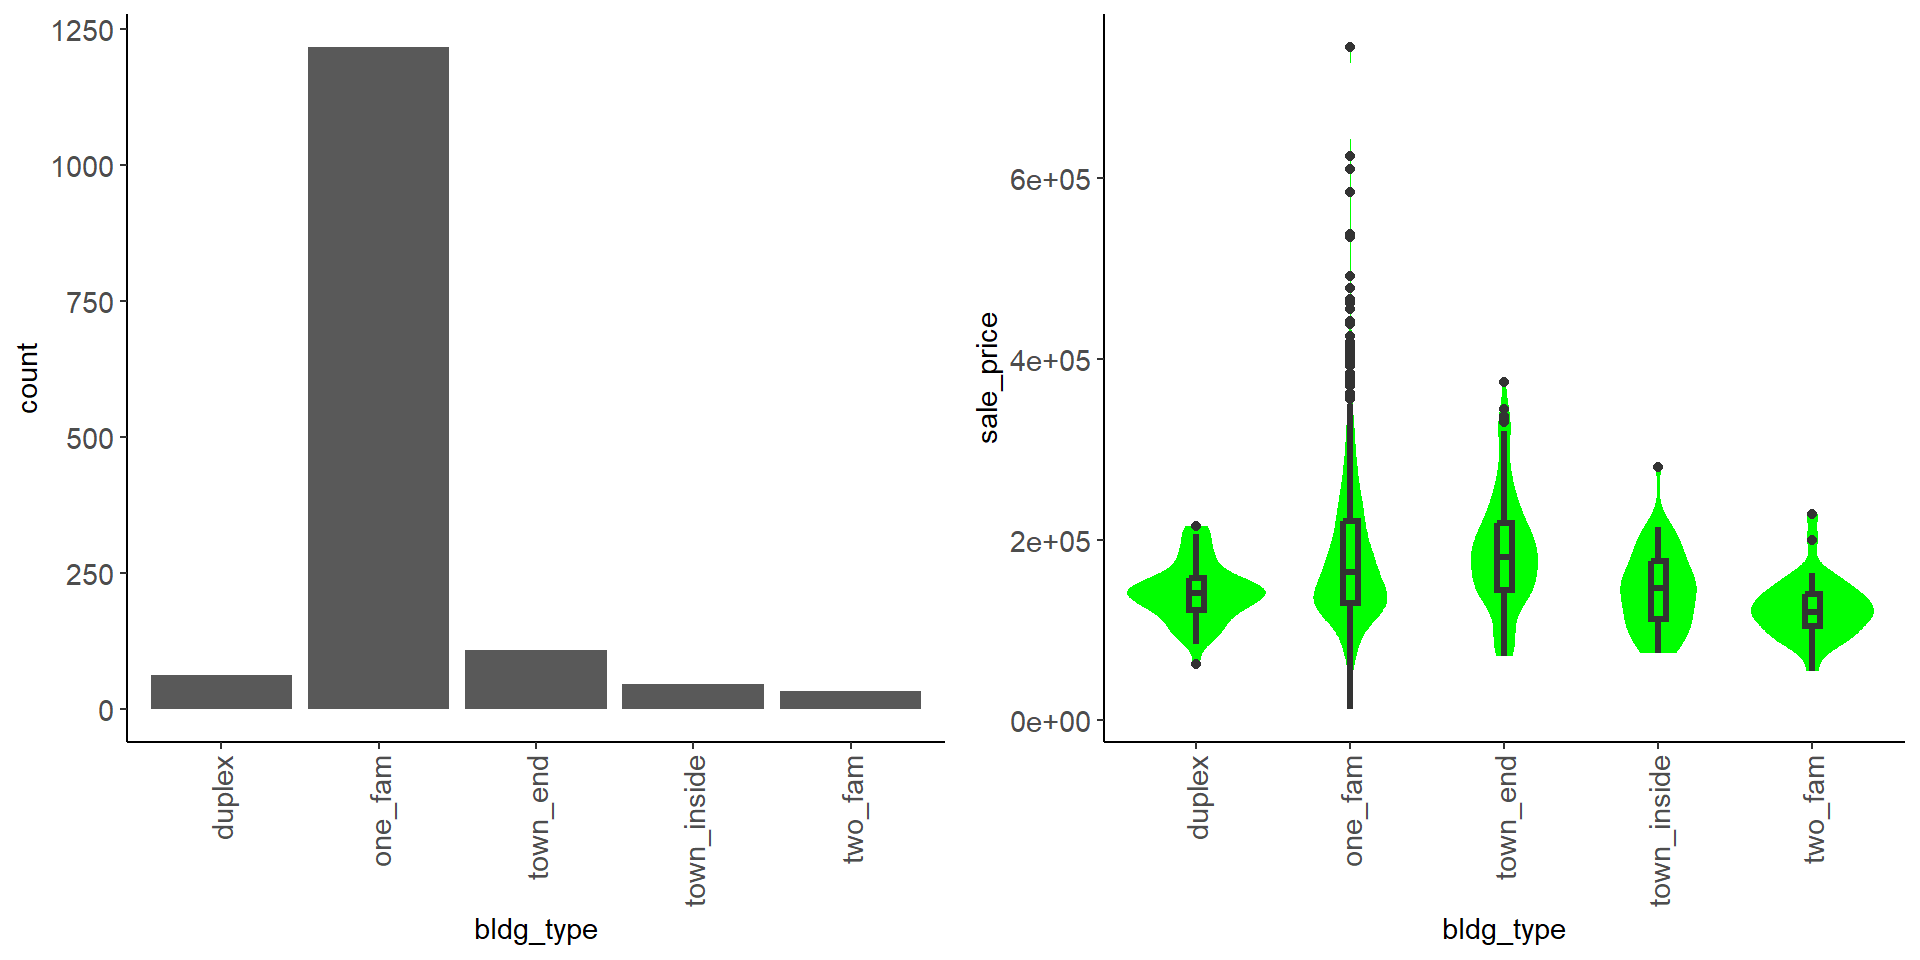 count
1250
1000
750
500
250
0
duplex
one_fam
town_end
town_inside
two_fam
bldg_type
sale_price
6e+05
4e+05
2e+05
0e+00
duplex
one_fam
town_end
town_inside
two_fam
bldg_type